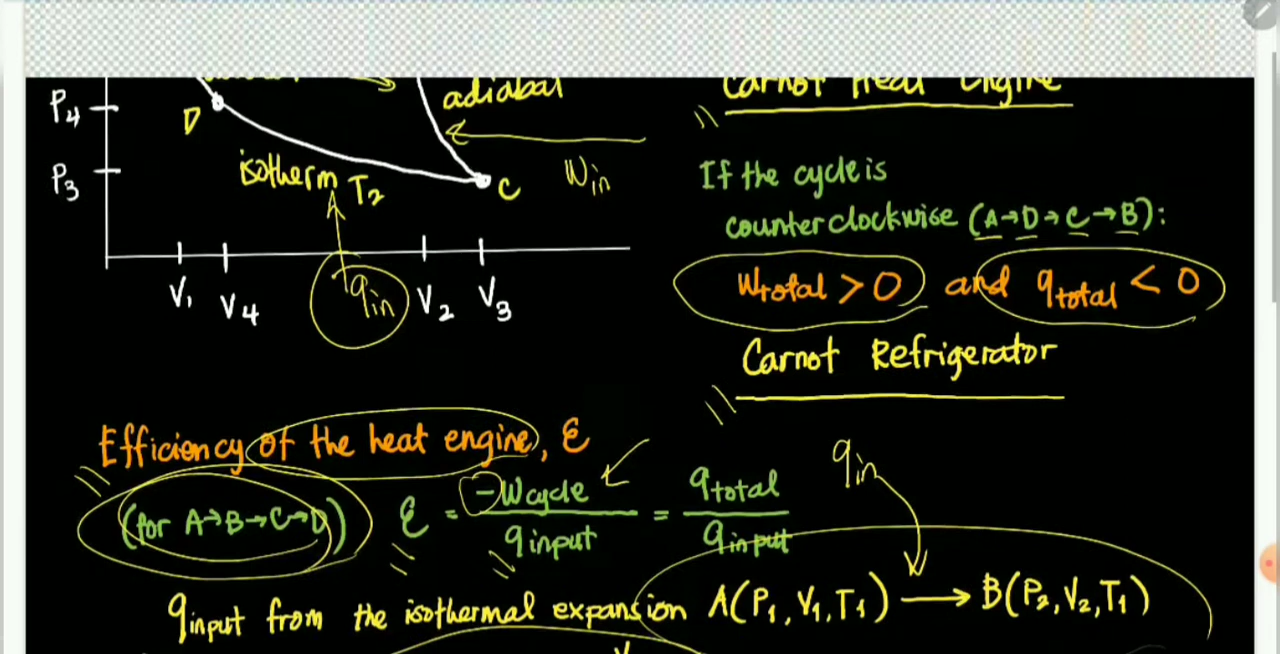 P4
D
adiabat
Carnot Heat Engine
P3
isotherm T2
C
Win
If the cycle is
counterclockwise (A→D→C→B):
V1 V4 qin V2 V3
Wtotal > 0 and qtotal < 0
Carnot Refrigerator
Efficiency of the heat engine, ε
qin
(for A→B→C→D) ε = -Wcycle / qinput = qtotal / qinput
qinput from the isothermal expansion A(P1, V1, T1) → B(P2, V2, T1)